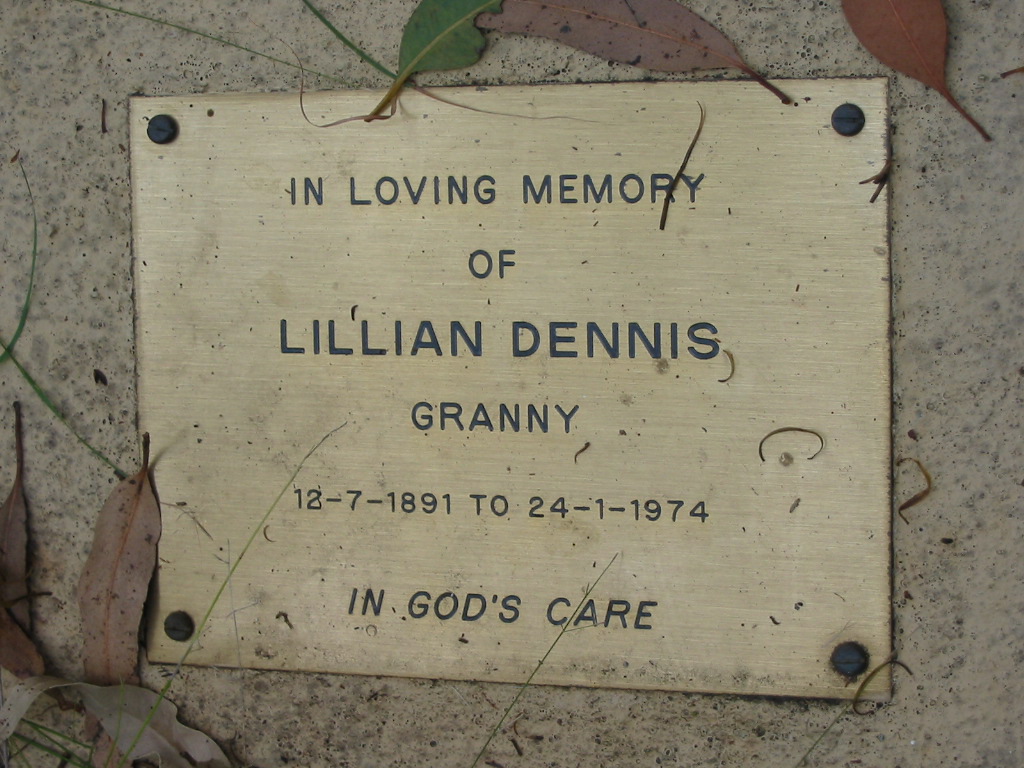 IN LOVING MEMORY
OF
LILLIAN DENNIS
GRANNY
12-7-1891 TO 24-1-1974
IN GOD'S CARE